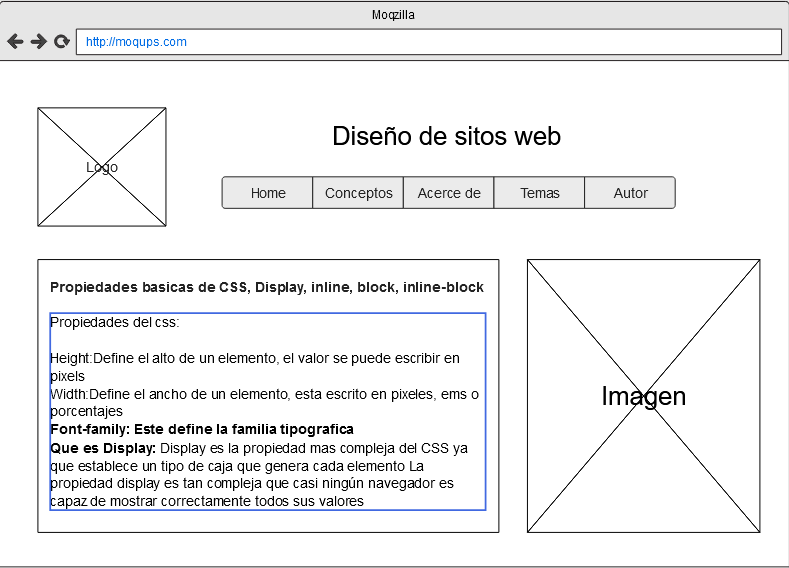 Moqzilla
http://moqups.com
Logo
Diseño de sitos web
Home Conceptos Acerce de Temas Autor
Propiedades basicas de CSS, Display, inline, block, inline-block
Propiedades del css:
Height:Define el alto de un elemento, el valor se puede escribir en
pixels
Width:Define el ancho de un elemento, esta escrito en pixeles, ems o
porcentajes
Font-family: Este define la familia tipografica
Que es Display: Display es la propiedad mas compleja del CSS ya
que establece un tipo de caja que genera cada elemento La
propiedad display es tan compleja que casi ningún navegador es
capaz de mostrar correctamente todos sus valores
Imagen